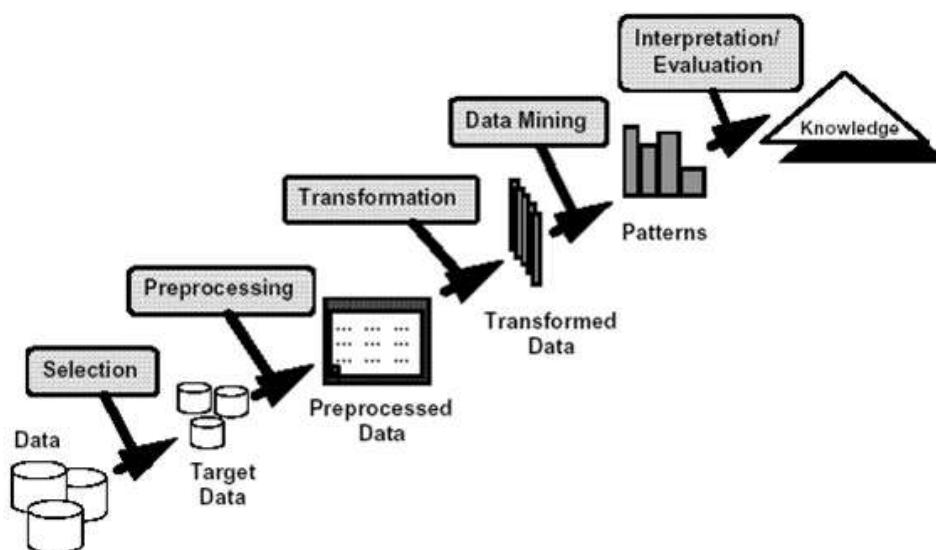 Interpretation/
Evaluation
Data Mining
Knowledge
Transformation
Patterns
Preprocessing
Transformed
Data
Selection
Preprocessed
Data
Data
Target
Data